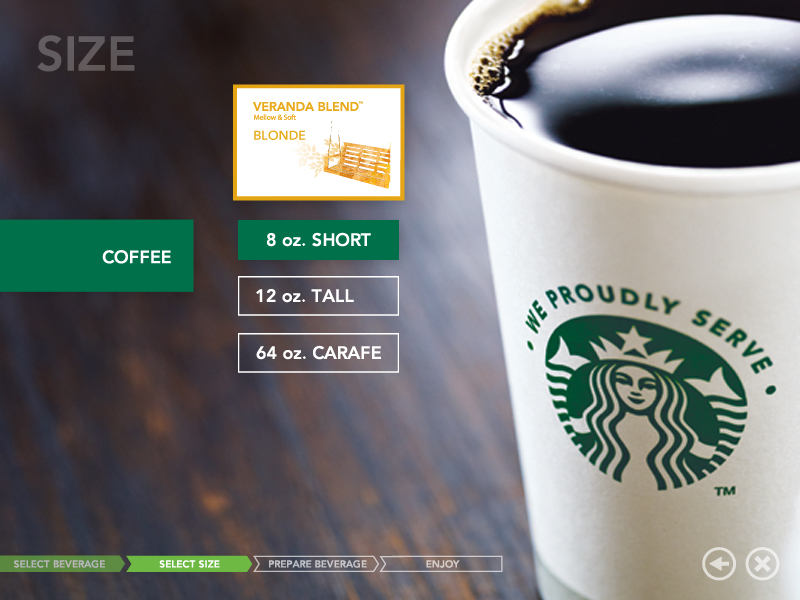 SIZE
VERANDA BLEND™
Mellow & Soft
BLONDE
COFFEE
8 oz. SHORT
12 oz. TALL
64 oz. CARAFE
• WE PROUDLY SERVE •
TM
SELECT BEVERAGE
SELECT SIZE
PREPARE BEVERAGE
ENJOY